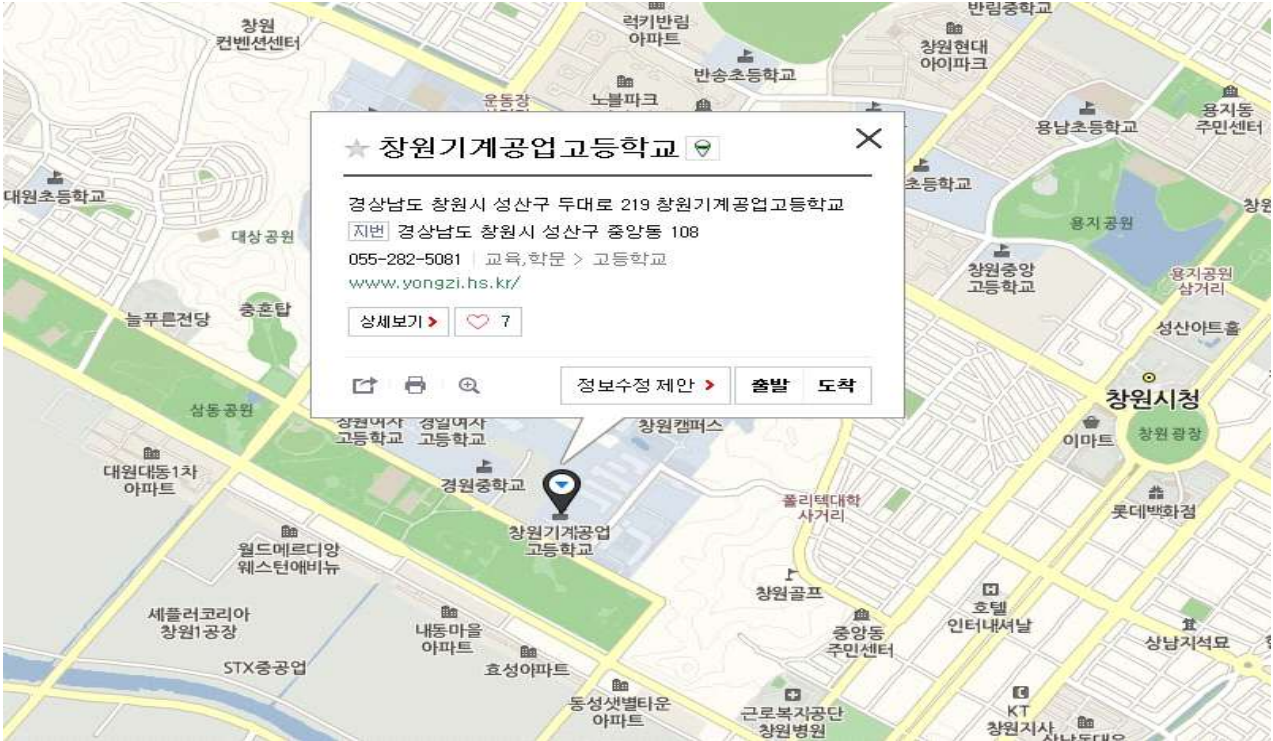 창원
컨벤션센터
럭키반림
아파트
반림중학교
창원현대
아이파크
반송초등학교
노블파크
운동장
용지동
주민센터
용남초등학교
창원기계공업고등학교
대원초등학교
초등학교
경상남도 창원시 성산구 두대로 219 창원기계공업고등학교
지번 경상남도 창원시 성산구 중앙동 108
055-282-5081 교육,학문 > 고등학교
www.yongzi.hs.kr/
상세보기 > 7
정보수정 제안 > 출발 도착
대상공원
용지공원
창원중앙
고등학교
용지공원
삼거리
늘푸른전당
충혼탑
성산아트홀
창원시청
삼동공원
창원여자
고등학교
경일여자
고등학교
창원캠퍼스
이마트
창원광장
대원대동1차
아파트
경원중학교
폴리텍대학
사거리
롯데백화점
창원기계공업
고등학교
월드메르디앙
웨스턴애비뉴
창원골프
호텔
인터내셔날
세플러코리아
창원1공장
내동마을
아파트
중앙동
주민센터
상남지석묘
STX중공업
효성아파트
동성샛별타운
아파트
근로복지공단
창원병원
KT
창원지사